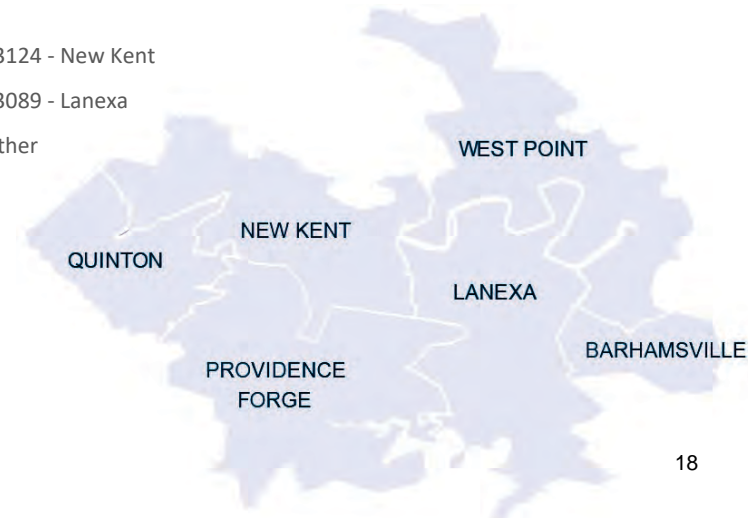 3124 - New Kent
3089 - Lanexa
ther
WEST POINT
NEW KENT
QUINTON
LANEXA
BARHAMSVILLE
PROVIDENCE
FORGE
18